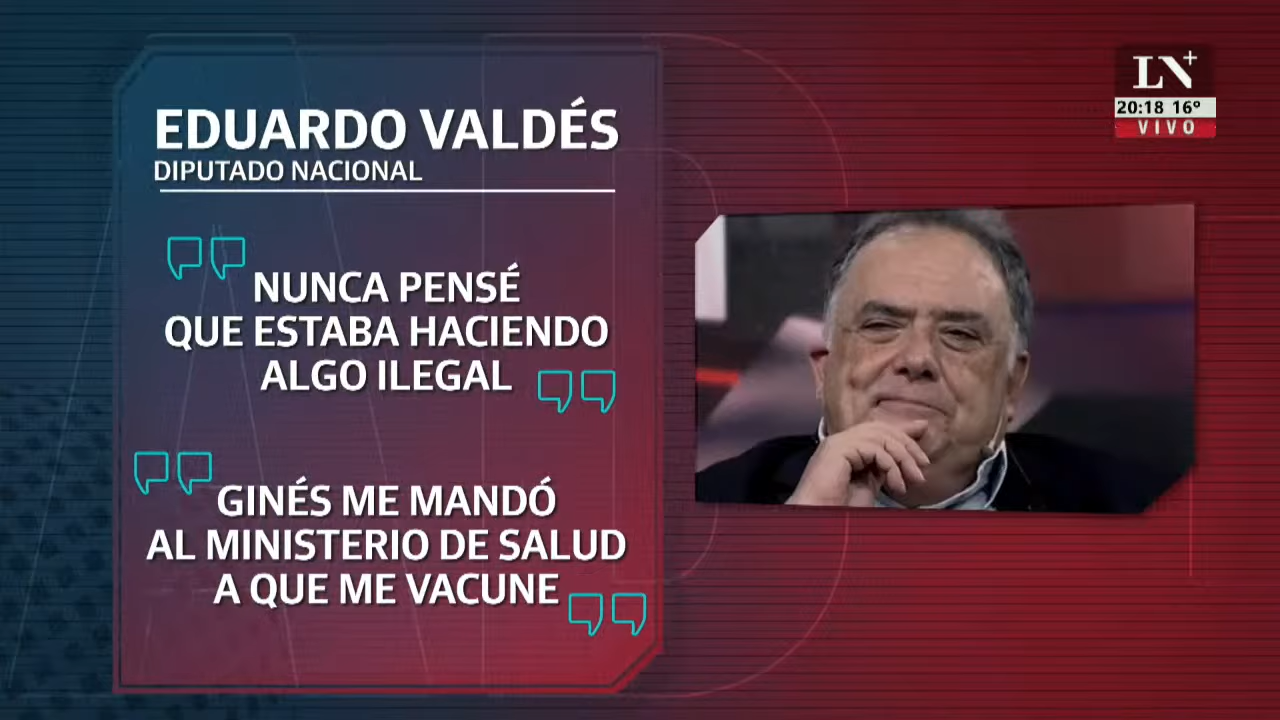 EDUARDO VALDÉS
DIPUTADO NACIONAL
NUNCA PENSÉ
QUE ESTABA HACIENDO
ALGO ILEGAL
GINÉS ME MANDÓ
AL MINISTERIO DE SALUD
A QUE ME VACUNE
LN+
20:18 16°
VIVO